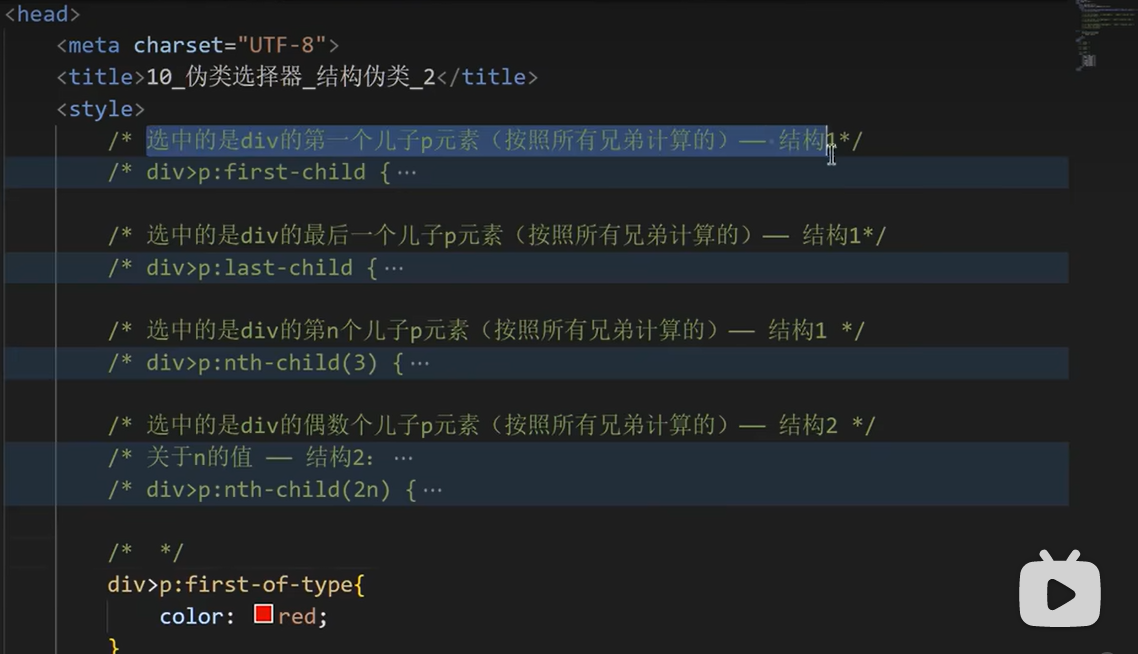 <head>
<meta charset="UTF-8">
<title>10_伪类选择器_结构伪类_2</title>
<style>
/* 选中的是div的第一个儿子p元素（按照所有兄弟计算的）—— 结构1*/
/* div>p:first-child {···
/* 选中的是div的最后一个儿子p元素（按照所有兄弟计算的）—— 结构1*/
/* div>p:last-child {···
/* 选中的是div的第n个儿子p元素（按照所有兄弟计算的）—— 结构1 */
/* div>p:nth-child(3) {···
/* 选中的是div的偶数个儿子p元素（按照所有兄弟计算的）—— 结构2 */
/* 关于n的值 —— 结构2： ···
/* div>p:nth-child(2n) {···
/*  */
div>p:first-of-type{
color: red;
}